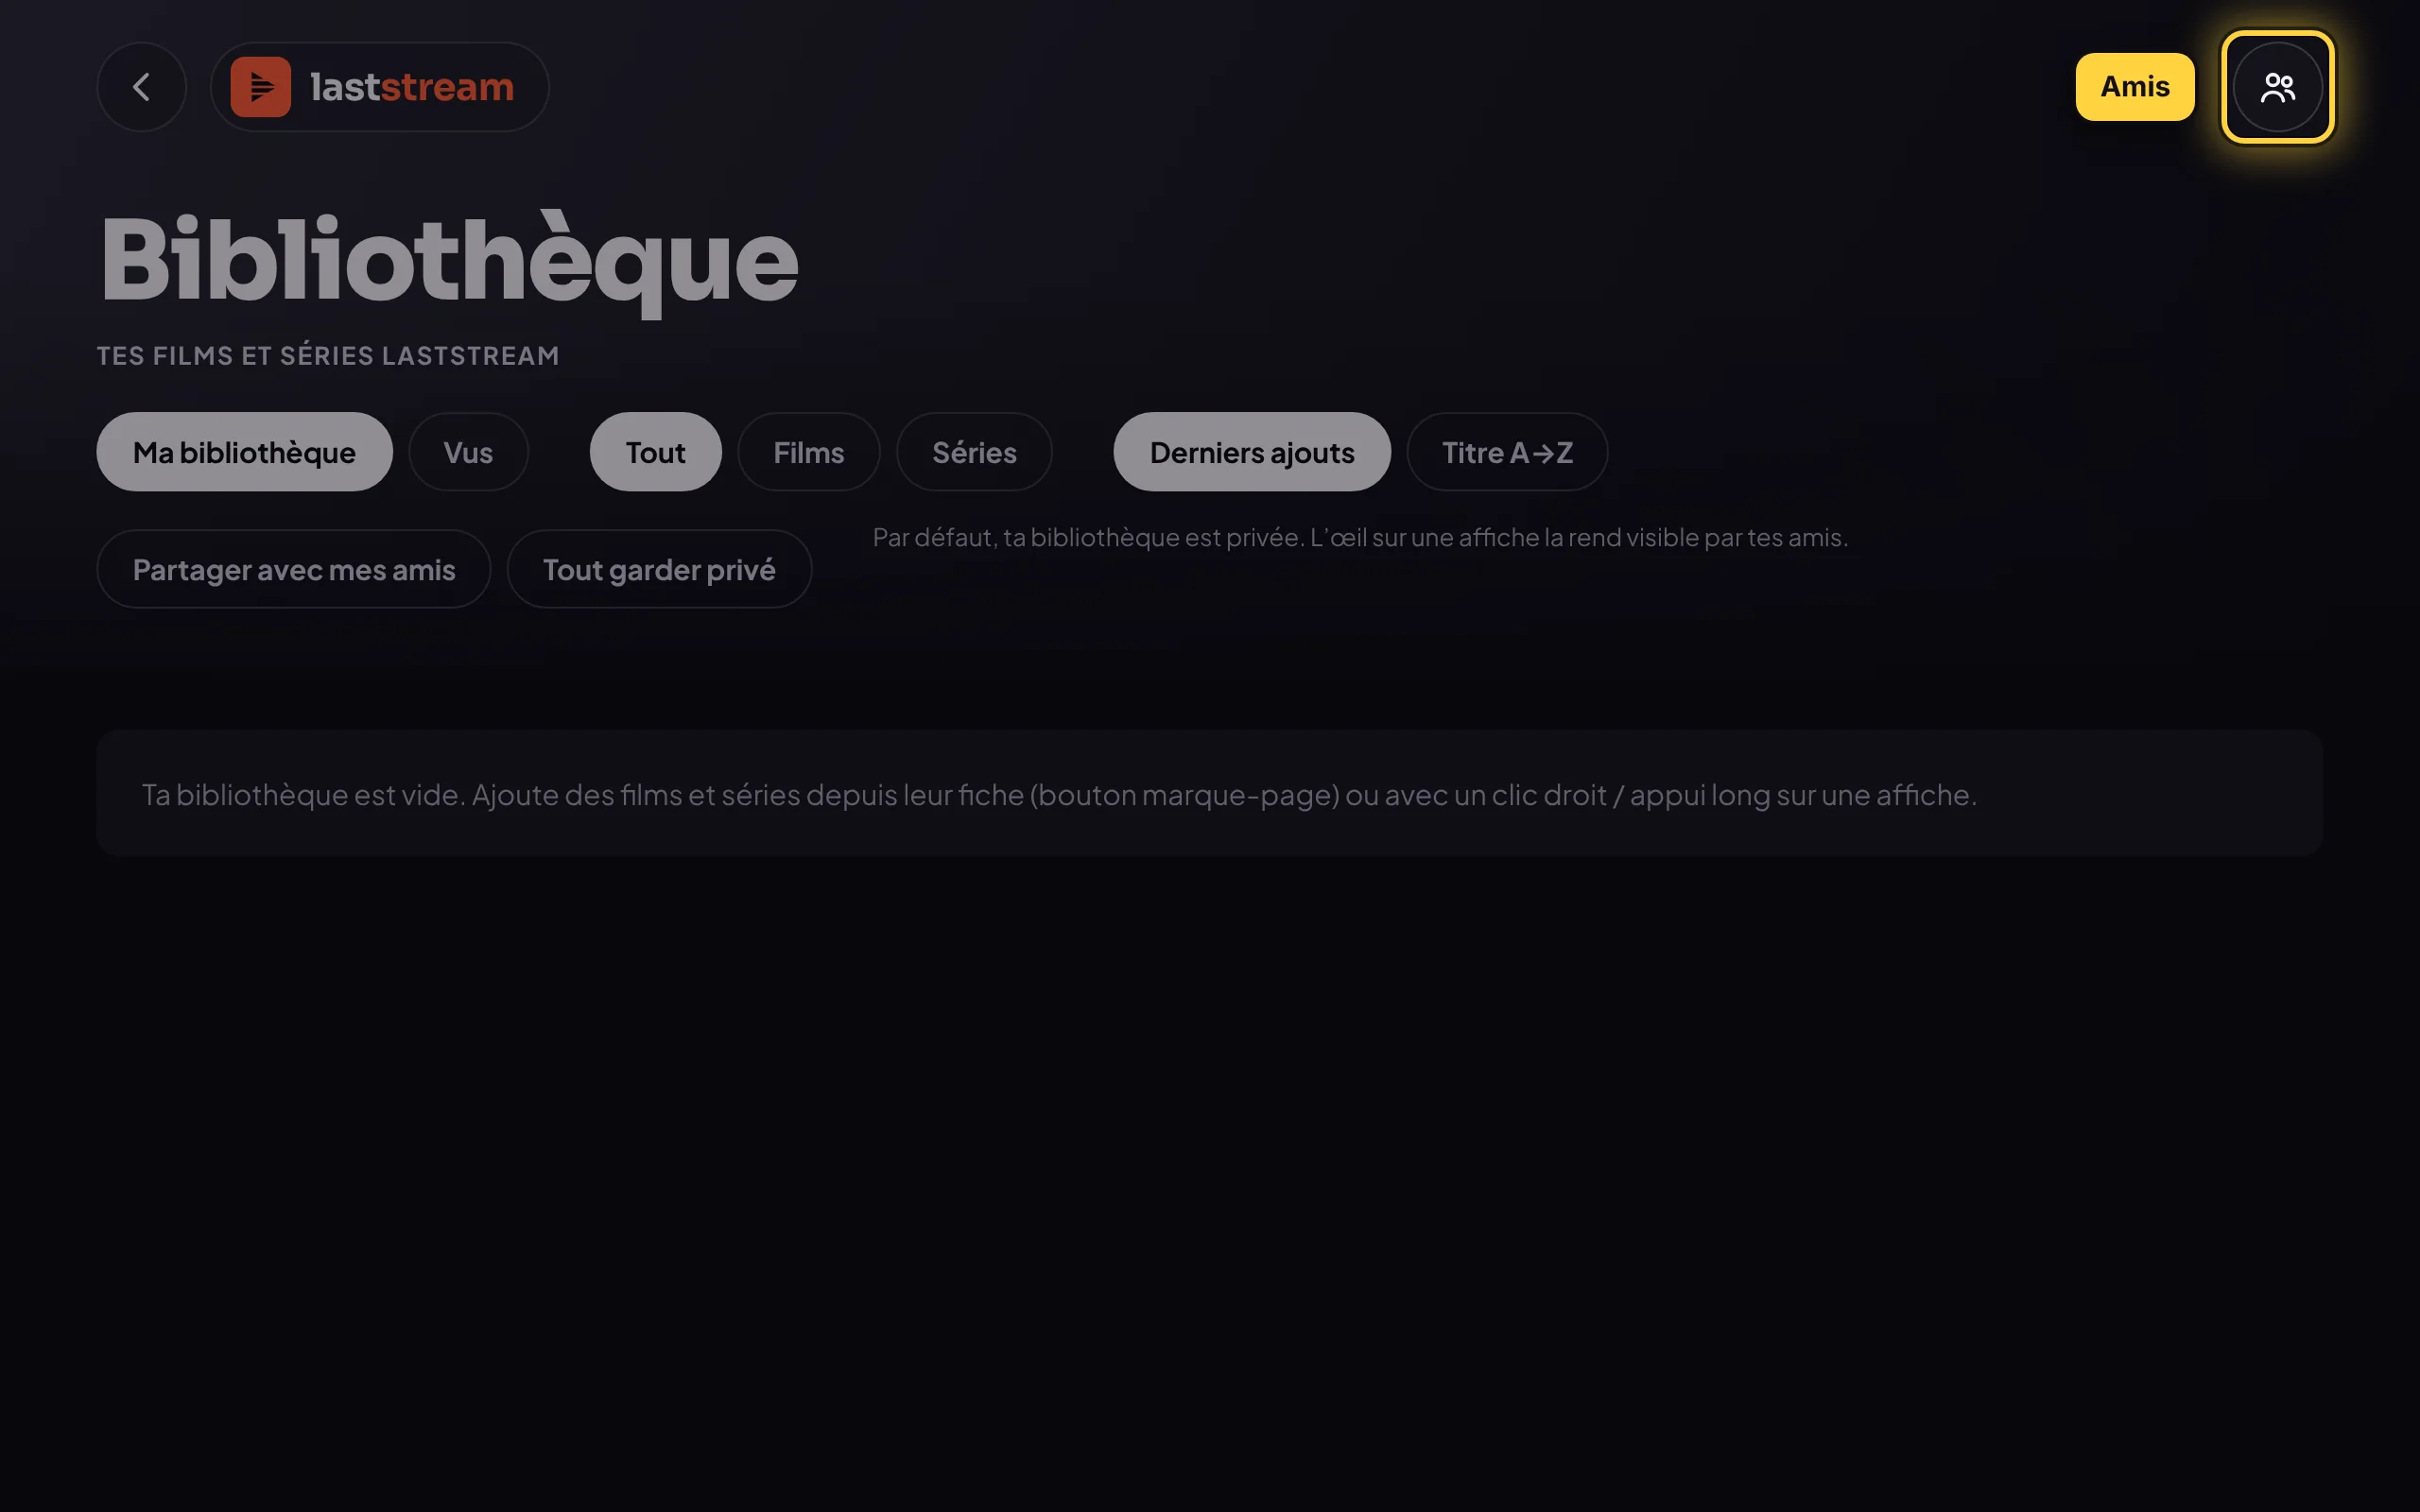 laststream
Amis
Bibliothèque
TES FILMS ET SÉRIES LASTSTREAM
Ma bibliothèque
Vus
Tout
Films
Séries
Derniers ajouts
Titre A→Z
Partager avec mes amis
Tout garder privé
Par défaut, ta bibliothèque est privée. L’œil sur une affiche la rend visible par tes amis.
Ta bibliothèque est vide. Ajoute des films et séries depuis leur fiche (bouton marque-page) ou avec un clic droit / appui long sur une affiche.